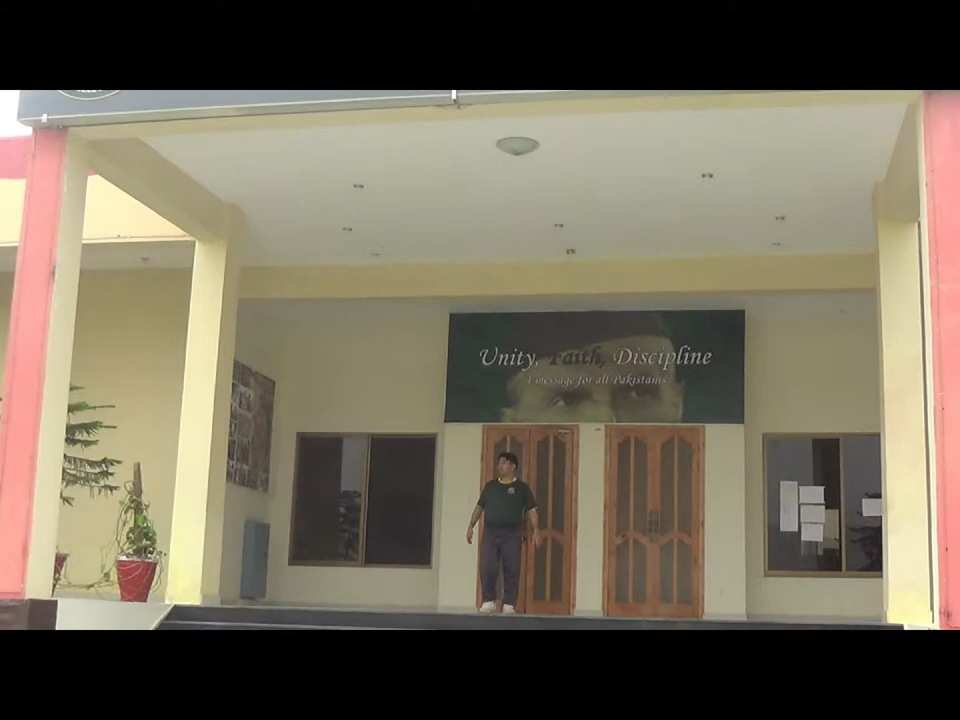 Unity, Faith, Discipline
A message for all Pakistanis